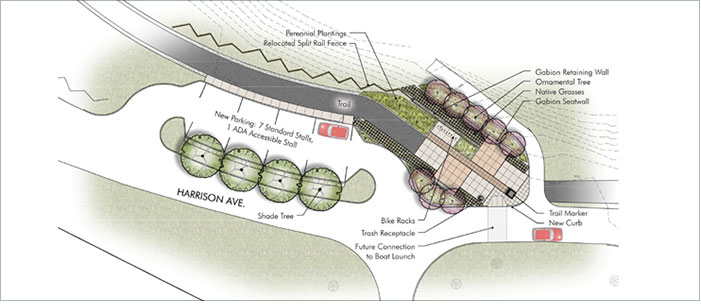 Perennial Plantings
Relocated Split Rail Fence
Gabion Retaining Wall
Ornamental Tree
Native Grasses
Gabion Seatwall
Trail
New Parking: 7 Standard Stalls,
1 ADA Accessible Stall
HARRISON AVE.
Shade Tree
Bike Racks
Trash Receptacle
Future Connection
to Boat Launch
Trail Marker
New Curb